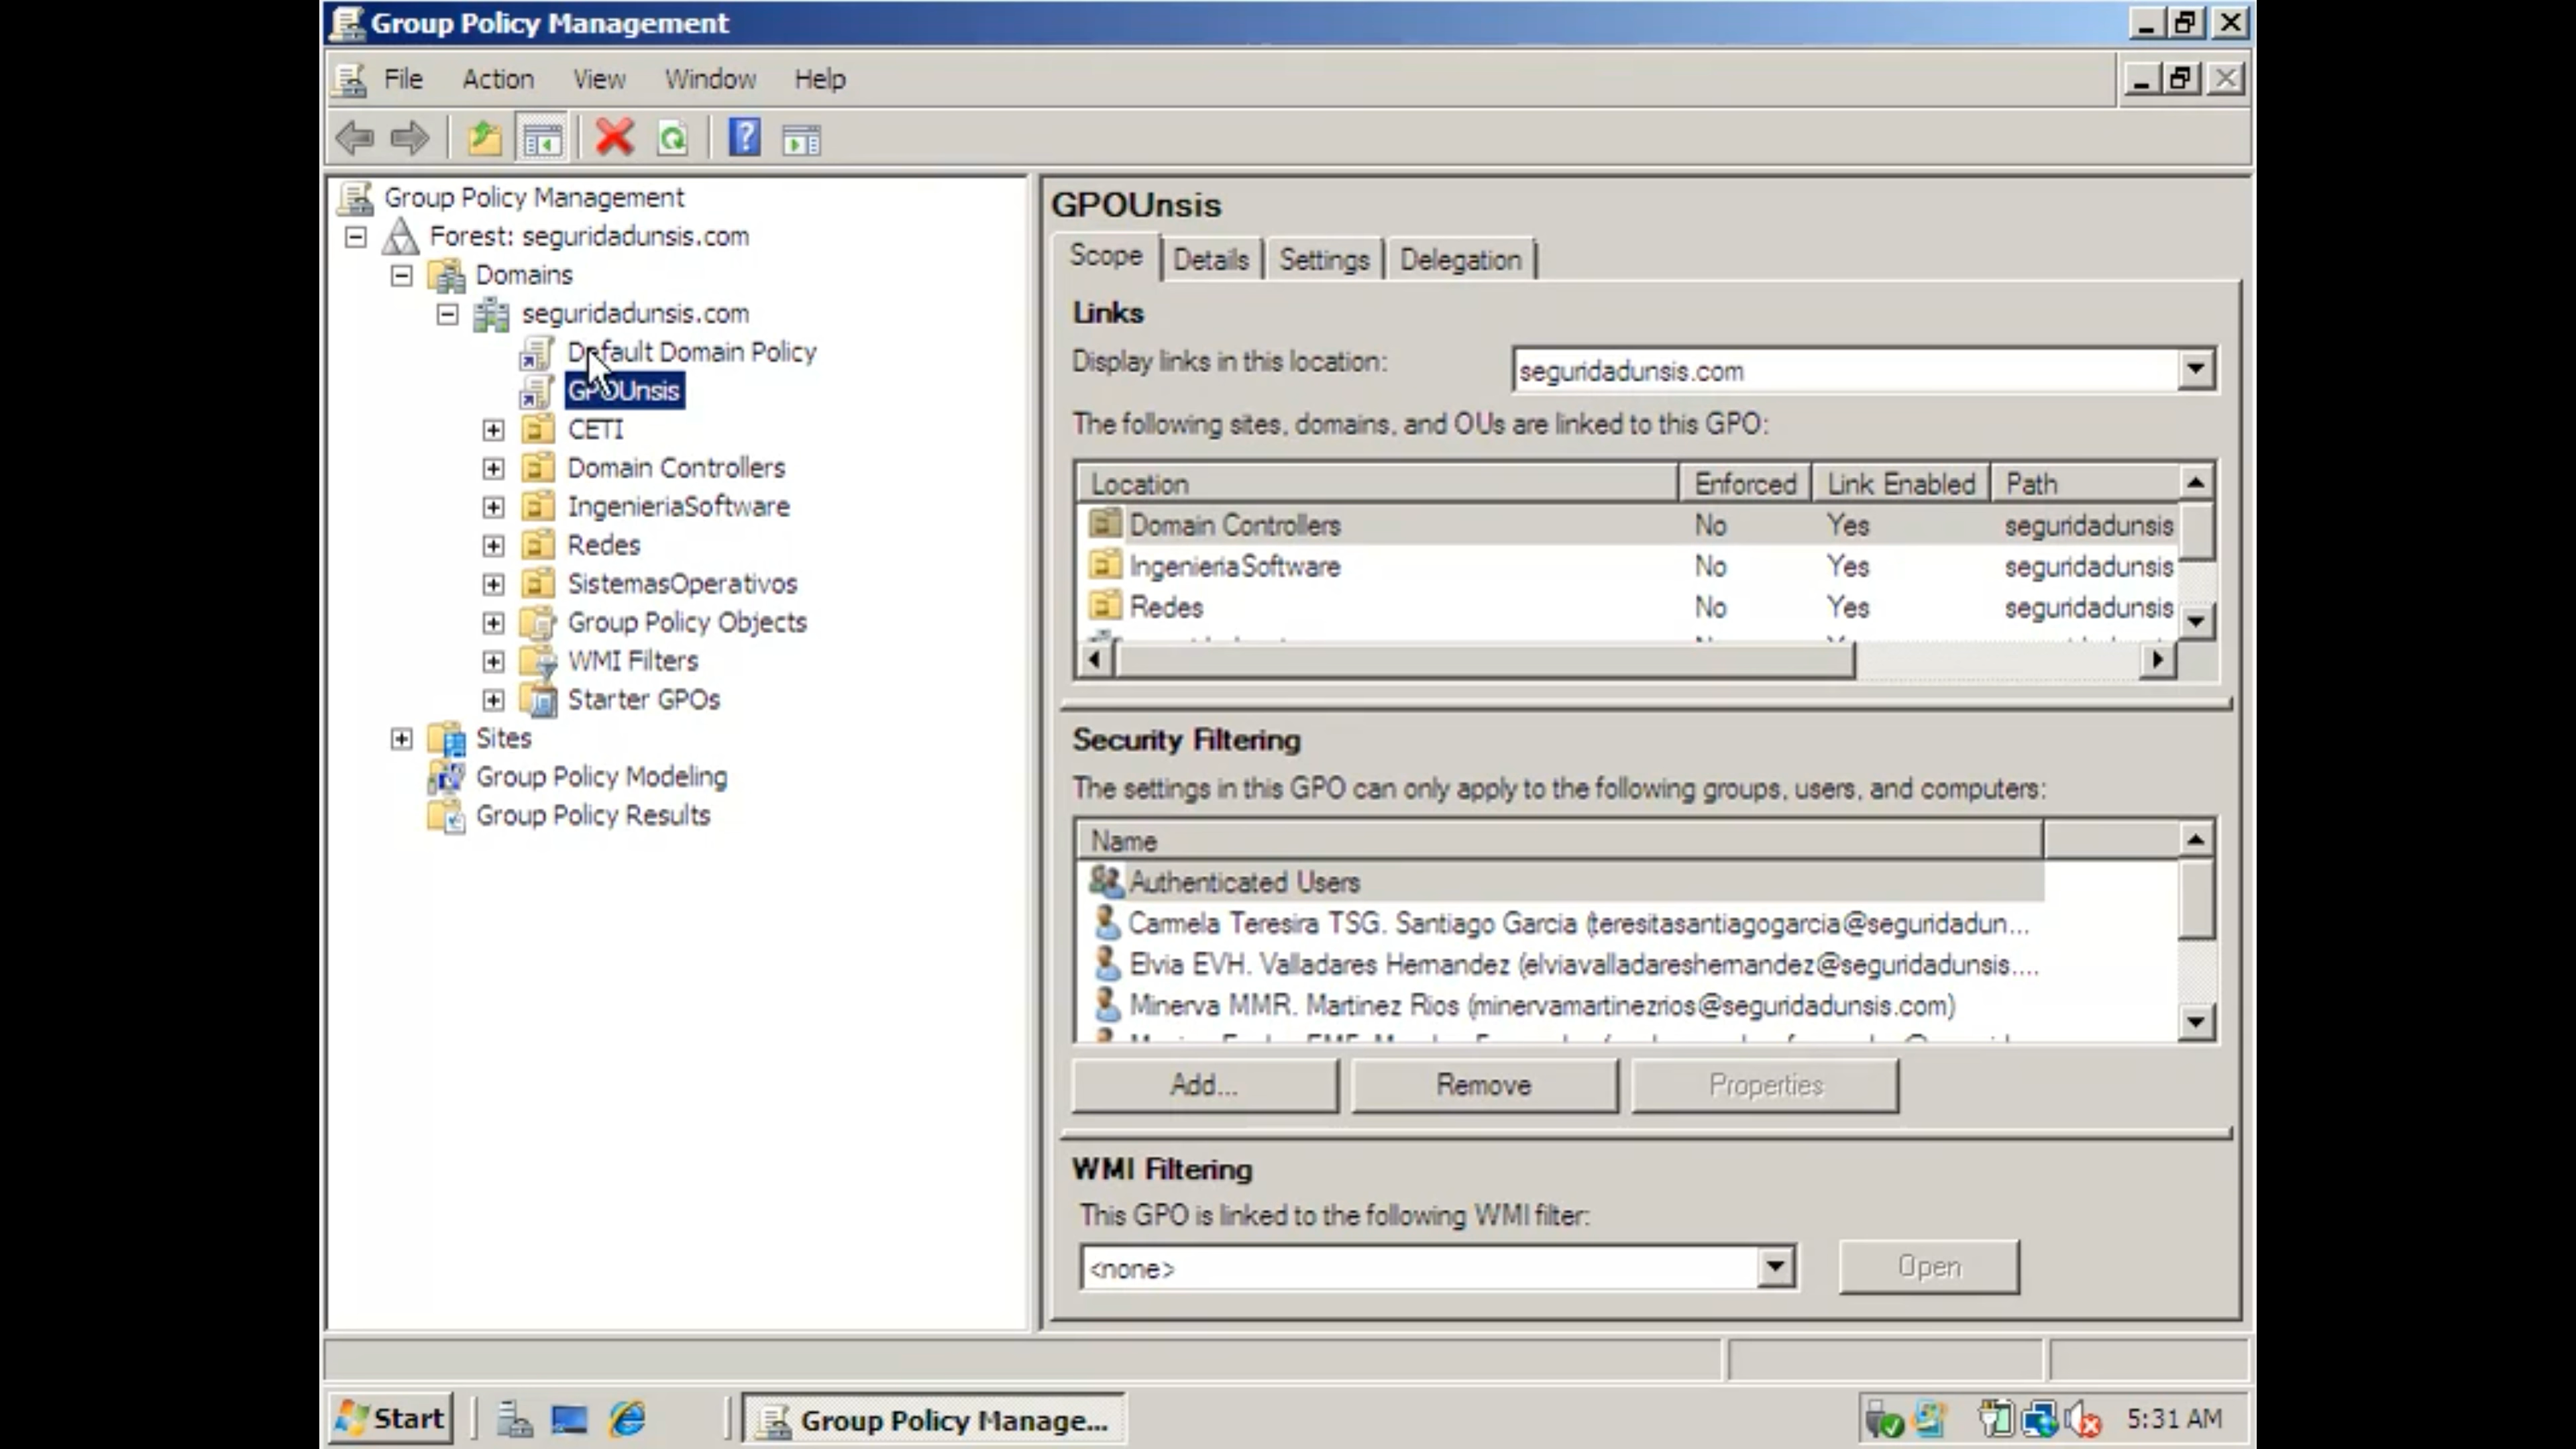 Group Policy Management
File Action View Window Help
Group Policy Management
Forest: seguridadunsis.com
Domains
seguridadunsis.com
Default Domain Policy
GPOUnsis
CETI
Domain Controllers
IngenieriaSoftware
Redes
SistemasOperativos
Group Policy Objects
WMI Filters
Starter GPOs
Sites
Group Policy Modeling
Group Policy Results
GPOUnsis
Scope Details Settings Delegation
Links
Display links in this location: seguridadunsis.com
The following sites, domains, and OUs are linked to this GPO:
Location Enforced Link Enabled Path
Domain Controllers No Yes seguridadunsis
IngenieriaSoftware No Yes seguridadunsis
Redes No Yes seguridadunsis
Security Filtering
The settings in this GPO can only apply to the following groups, users, and computers:
Name
Authenticated Users
Carmela Teresira TSG. Santiago Garcia (teresitasantiagogarcia@seguridadun...
Elvia EVH. Valladares Hernandez (elviavalladareshernandez@seguridadunsis....
Minerva MMR. Martinez Rios (minervamartinezrios@seguridadunsis.com)
Add... Remove Properties
WMI Filtering
This GPO is linked to the following WMI filter:
<none> Open
Start Group Policy Manage... 5:31 AM